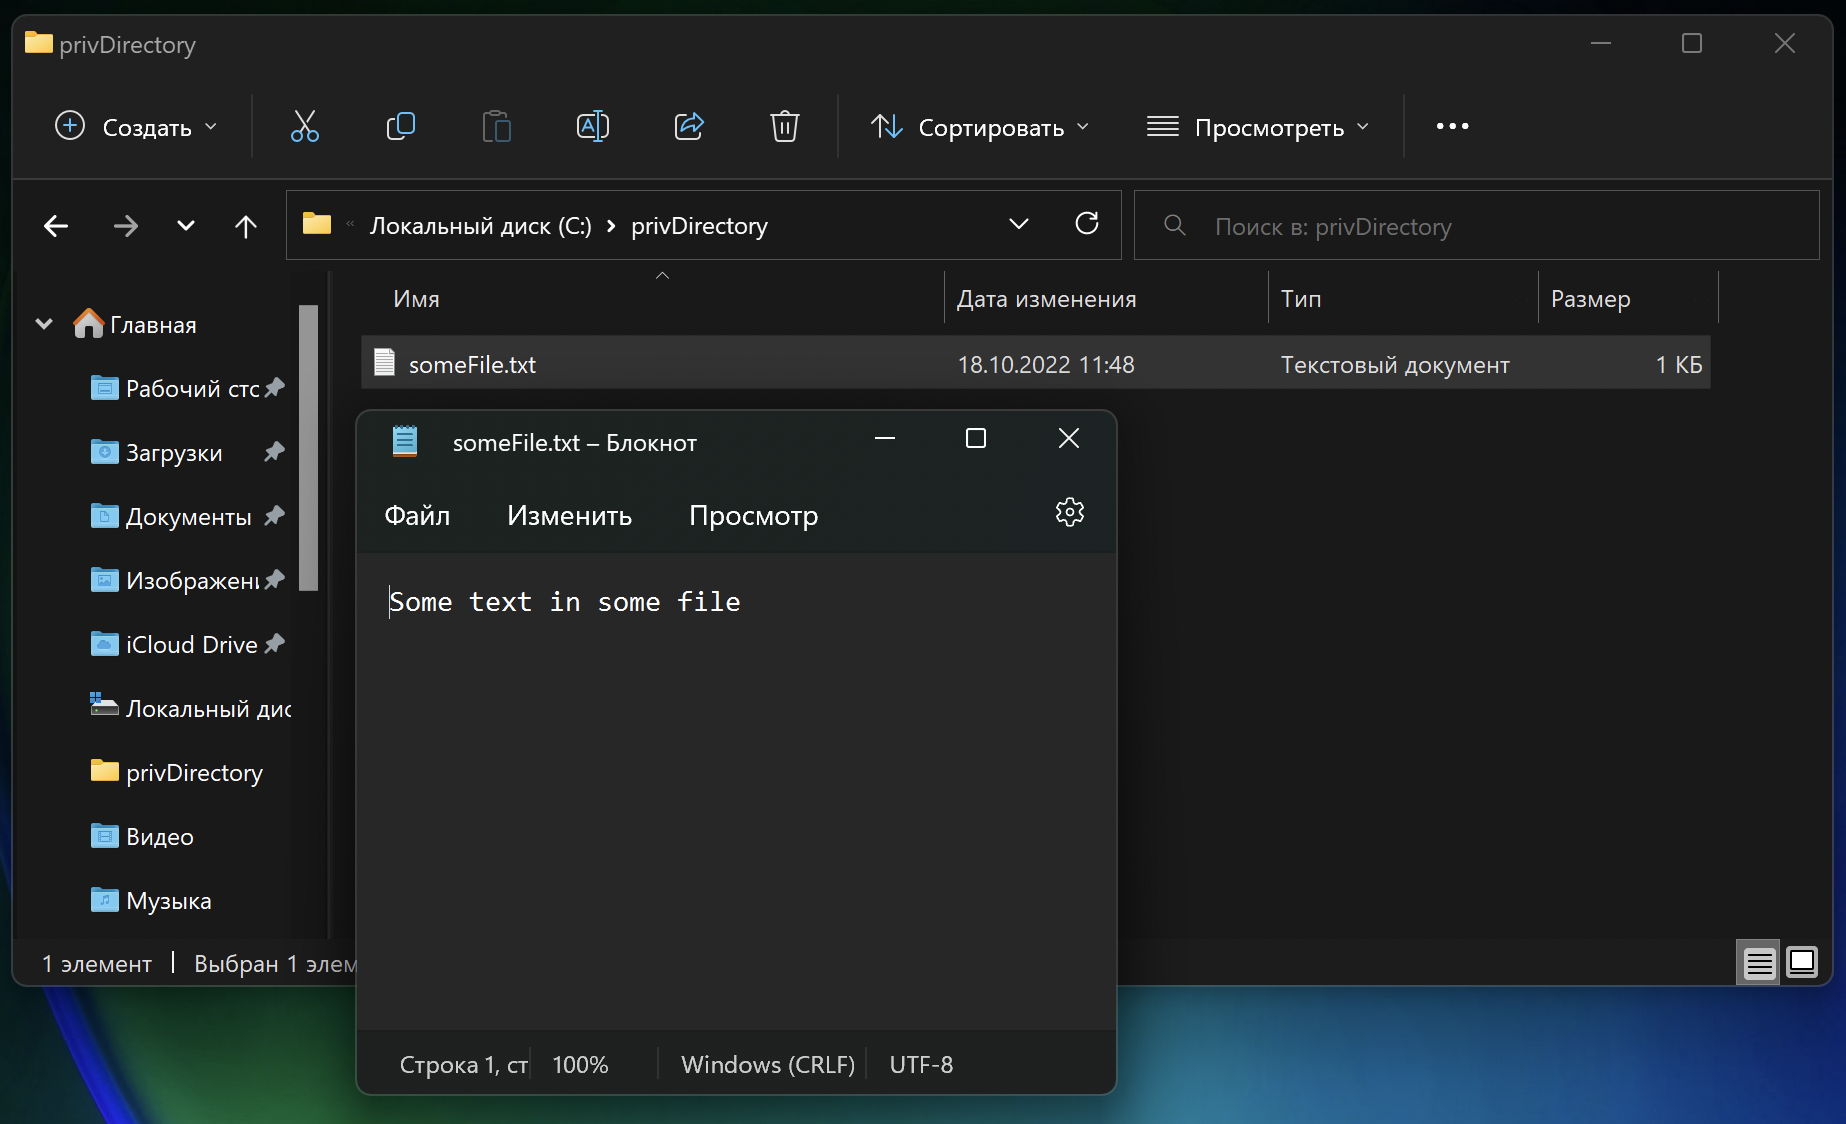 privDirectory
Создать
Сортировать
Просмотреть
« Локальный диск (C:) › privDirectory
Поиск в: privDirectory
Имя Дата изменения Тип Размер
someFile.txt 18.10.2022 11:48 Текстовый документ 1 КБ
Главная
Рабочий стс
Загрузки
Документы
Изображени
iCloud Drive
Локальный дис
privDirectory
Видео
Музыка
1 элемент | Выбран 1 элем
someFile.txt – Блокнот
Файл Изменить Просмотр
Some text in some file
Строка 1, ст 100% Windows (CRLF) UTF-8